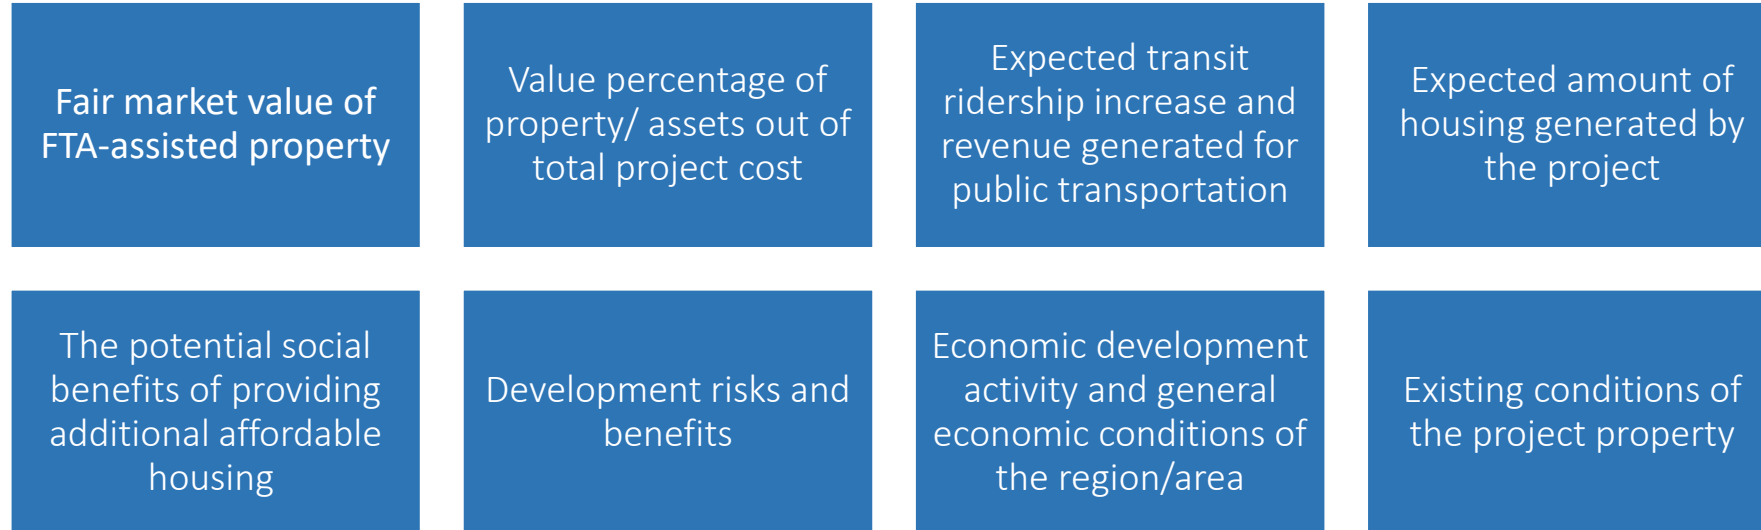 Fair market value of
FTA-assisted property
Value percentage of
property/ assets out of
total project cost
Expected transit
ridership increase and
revenue generated for
public transportation
Expected amount of
housing generated by
the project
The potential social
benefits of providing
additional affordable
housing
Development risks and
benefits
Economic development
activity and general
economic conditions of
the region/area
Existing conditions of
the project property